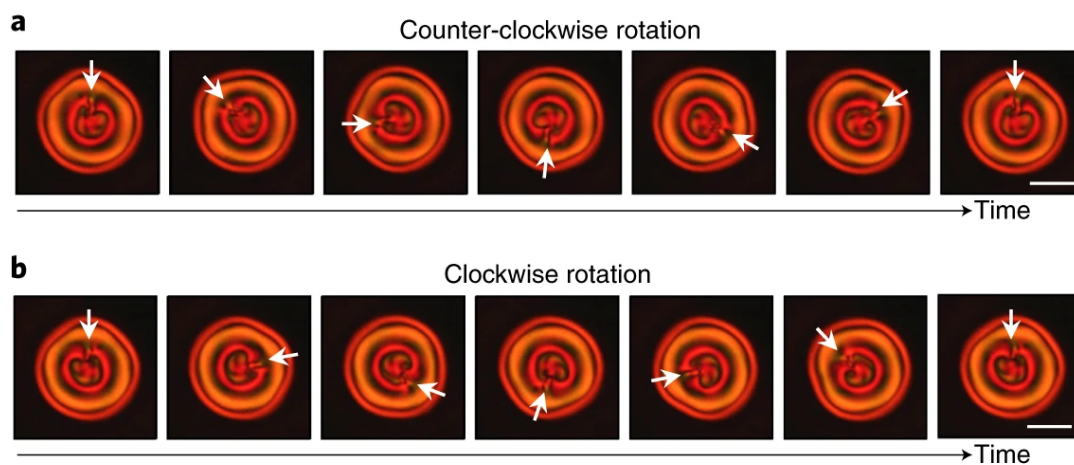 a
Counter-clockwise rotation
Time
b
Clockwise rotation
Time